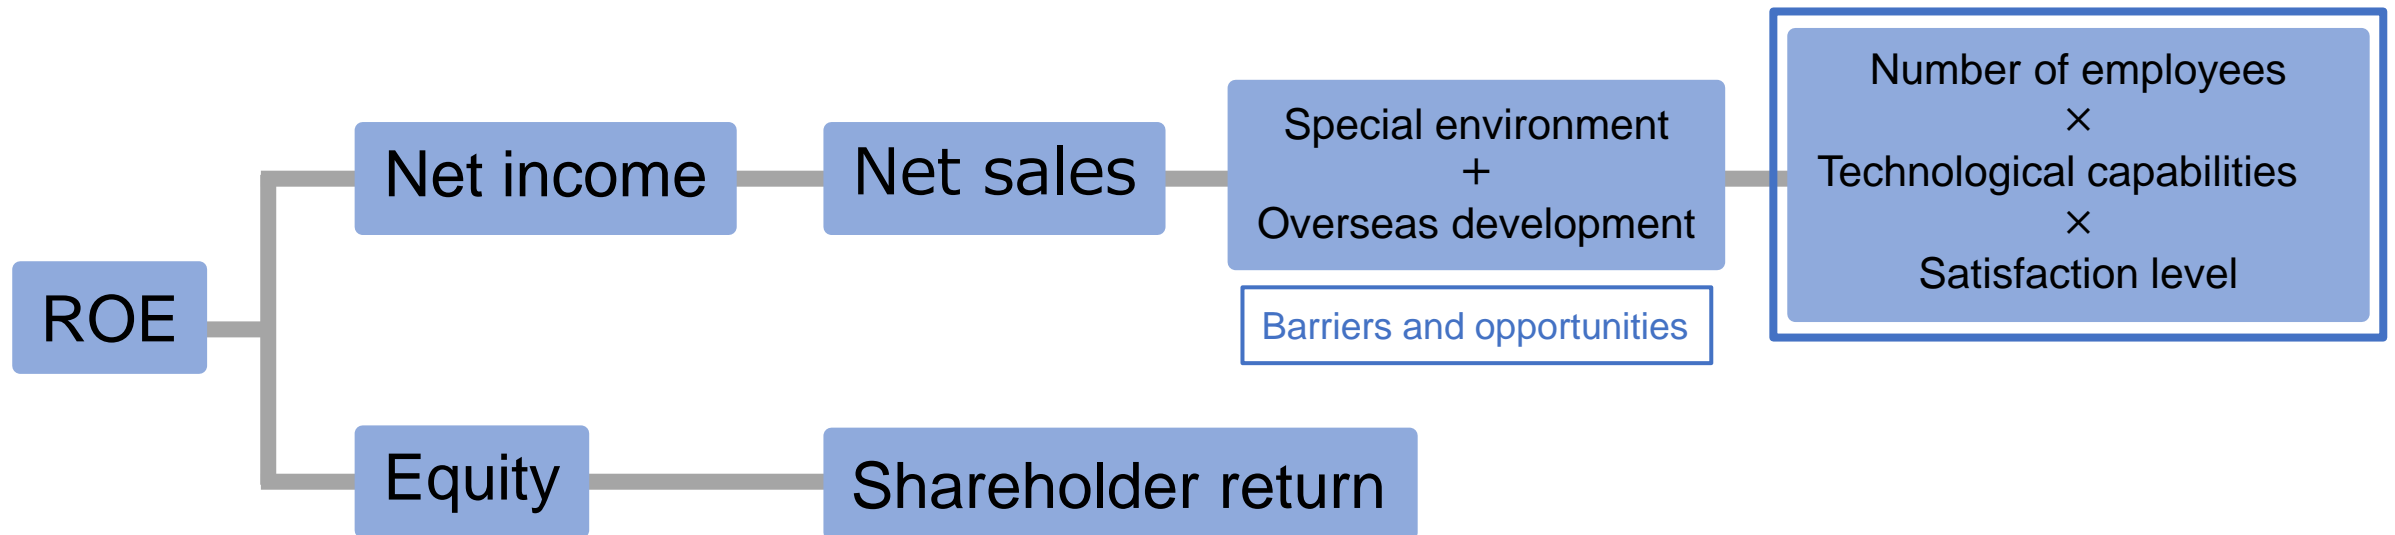 ROE
Net income
Net sales
Special environment
+
Overseas development
Barriers and opportunities
Number of employees
×
Technological capabilities
×
Satisfaction level
Equity
Shareholder return